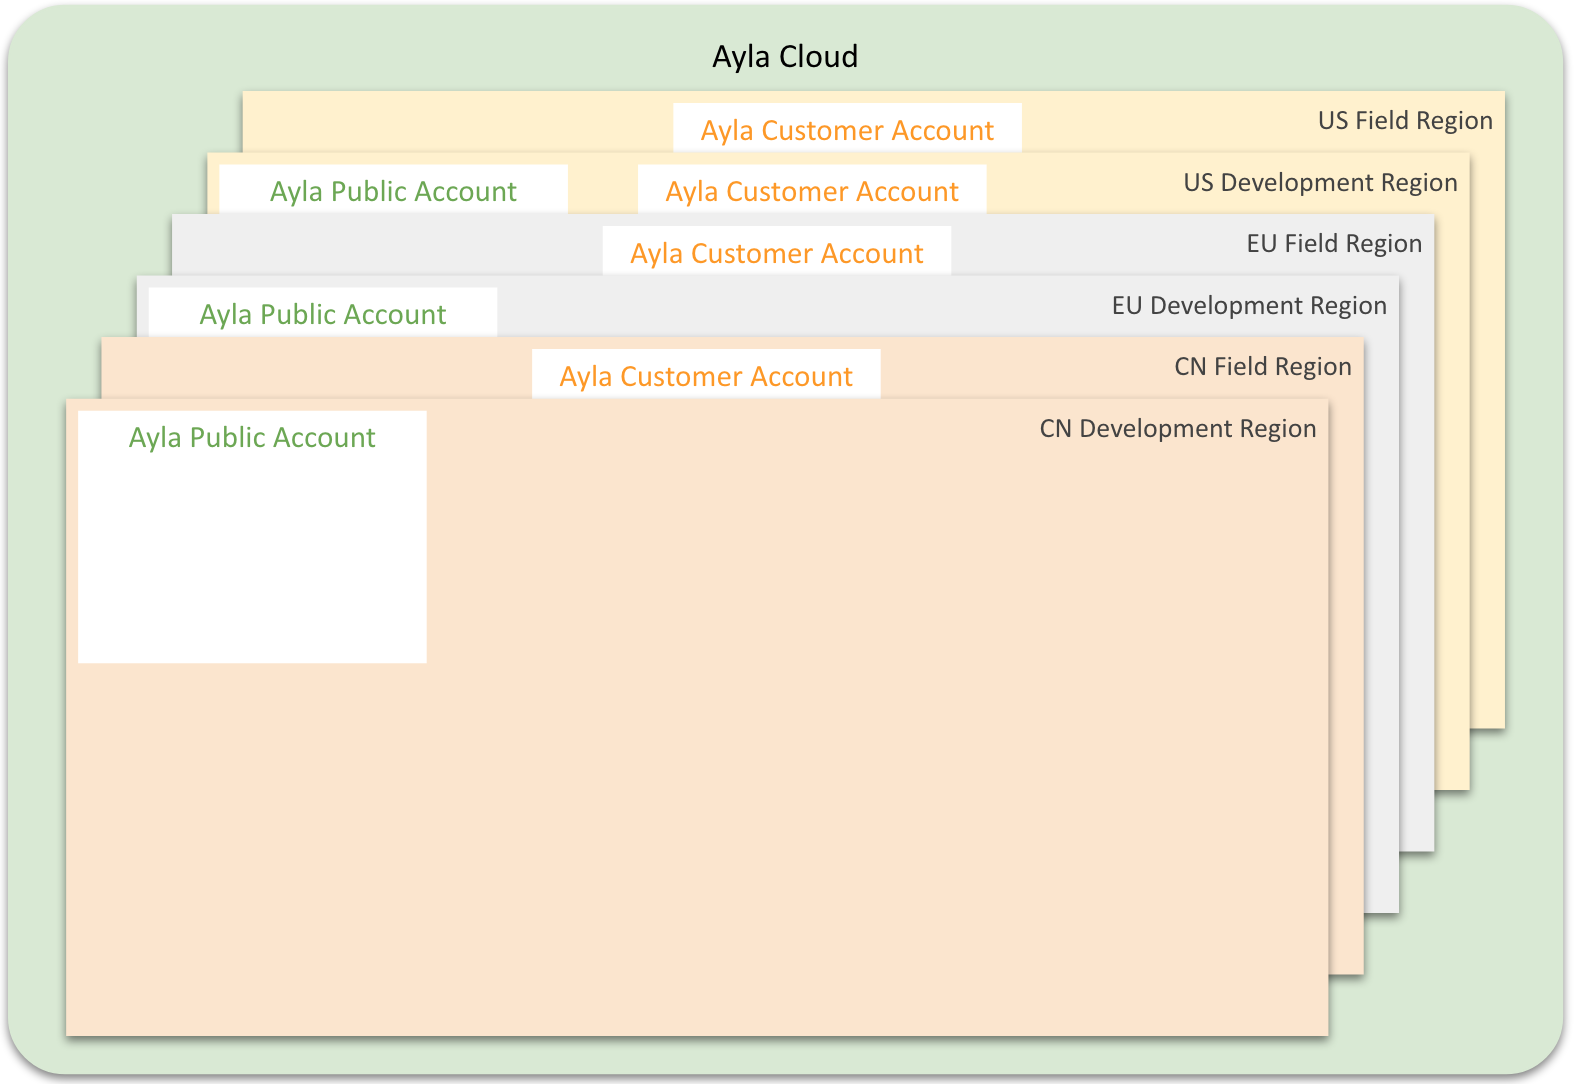 Ayla Cloud
Ayla Customer Account
US Field Region
Ayla Public Account
Ayla Customer Account
US Development Region
Ayla Customer Account
EU Field Region
Ayla Public Account
EU Development Region
Ayla Customer Account
CN Field Region
Ayla Public Account
CN Development Region